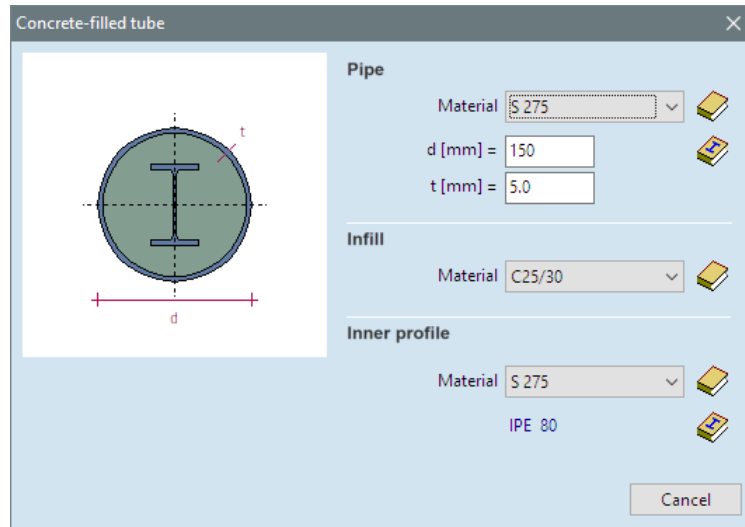 Concrete-filled tube
t
d
Pipe
Material S 275
d [mm] = 150
t [mm] = 5.0
Infill
Material C25/30
Inner profile
Material S 275
IPE 80
Cancel